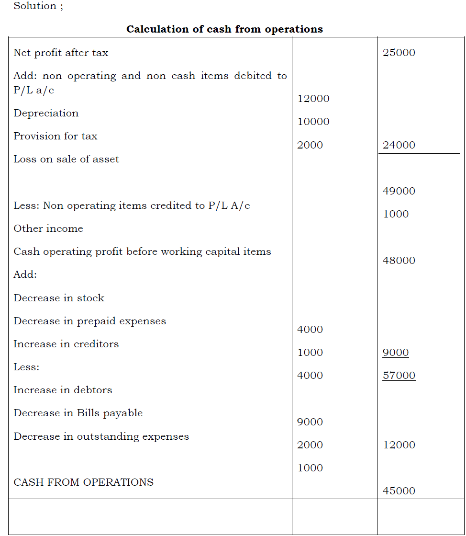 Solution ;
Calculation of cash from operations
Net profit after tax 25000
Add: non operating and non cash items debited to
P/L a/c
12000
Depreciation
10000
Provision for tax
2000 24000
Loss on sale of asset
49000
Less: Non operating items credited to P/L A/c
1000
Other income
Cash operating profit before working capital items
48000
Add:
Decrease in stock
Decrease in prepaid expenses
4000
Increase in creditors
1000 9000
Less:
4000 57000
Increase in debtors
Decrease in Bills payable
9000
Decrease in outstanding expenses
2000 12000
1000
CASH FROM OPERATIONS
45000